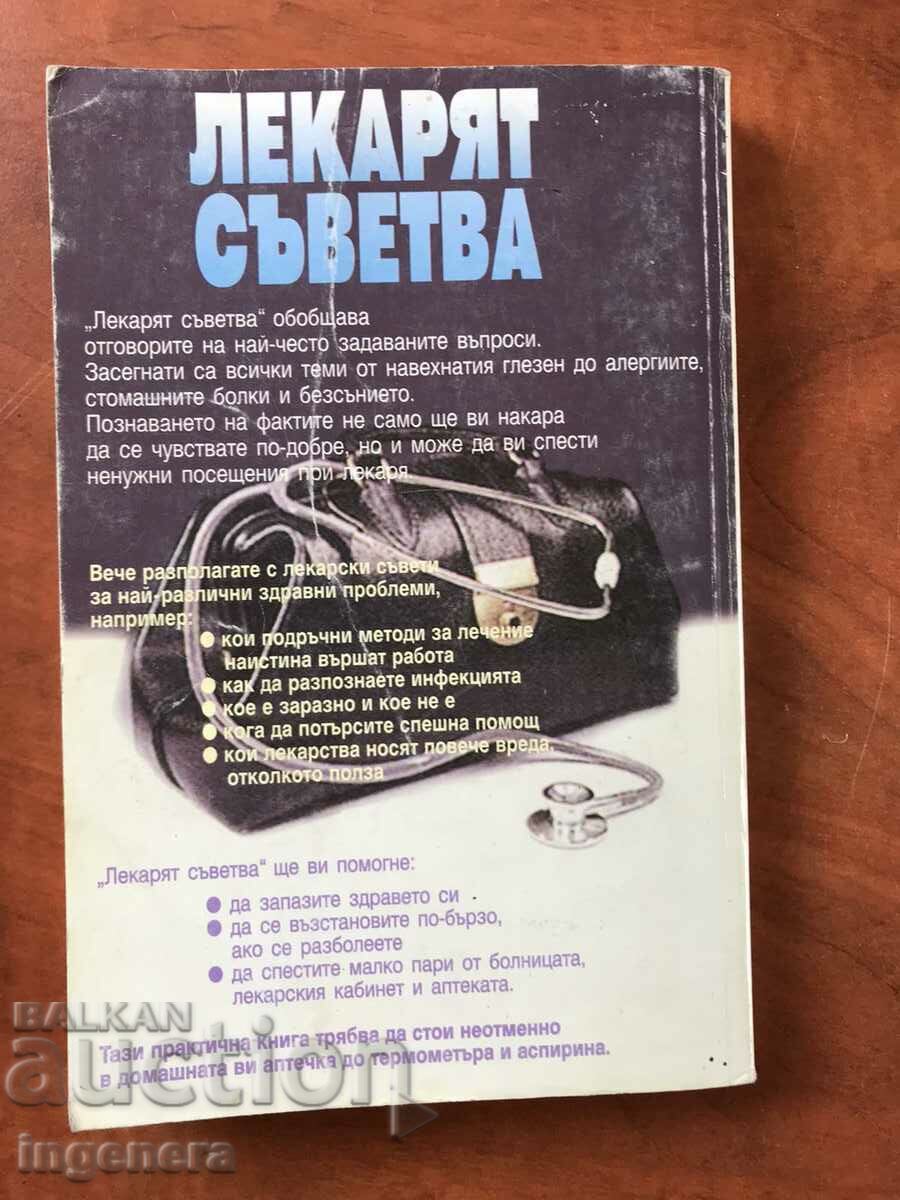 ЛЕКАРЯТ
СЪВЕТВА
„Лекарят съветва“ обобщава
отговорите на най-често задаваните въпроси.
Засегнати са всички теми от навехнатия глезен до алергиите,
стомашните болки и безсънието.
Познаването на фактите не само ще ви накара
да се чувствате по-добре, но и може да ви спести
ненужни посещения при лекаря.
Вече разполагате с лекарски съвети
за най-различни здравни проблеми,
например:
● кои подръчни методи за лечение
наистина вършат работа
● как да разпознаете инфекцията
● кое е заразно и кое не е
● кога да потърсите спешна помощ
● кои лекарства носят повече вреда,
отколкото полза
„Лекарят съветва“ ще ви помогне:
● да запазите здравето си
● да се възстановите по-бързо,
ако се разболеете
● да спестите малко пари от болницата,
лекарския кабинет и аптеката.
Тази практична книга трябва да стои неотменно
в домашната ви аптечка до термометъра и аспирина.
BALKAN
auction
ingenera